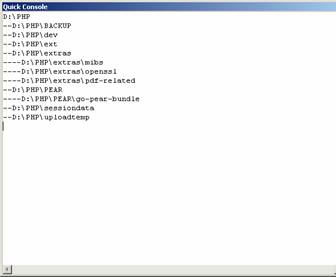 Quick Console
D:\PHP
--D:\PHP\BACKUP
--D:\PHP\dev
--D:\PHP\ext
--D:\PHP\extras
----D:\PHP\extras\mibs
----D:\PHP\extras\openssl
----D:\PHP\extras\pdf-related
--D:\PHP\PEAR
----D:\PHP\PEAR\go-pear-bundle
--D:\PHP\sessiondata
--D:\PHP\uploadtemp